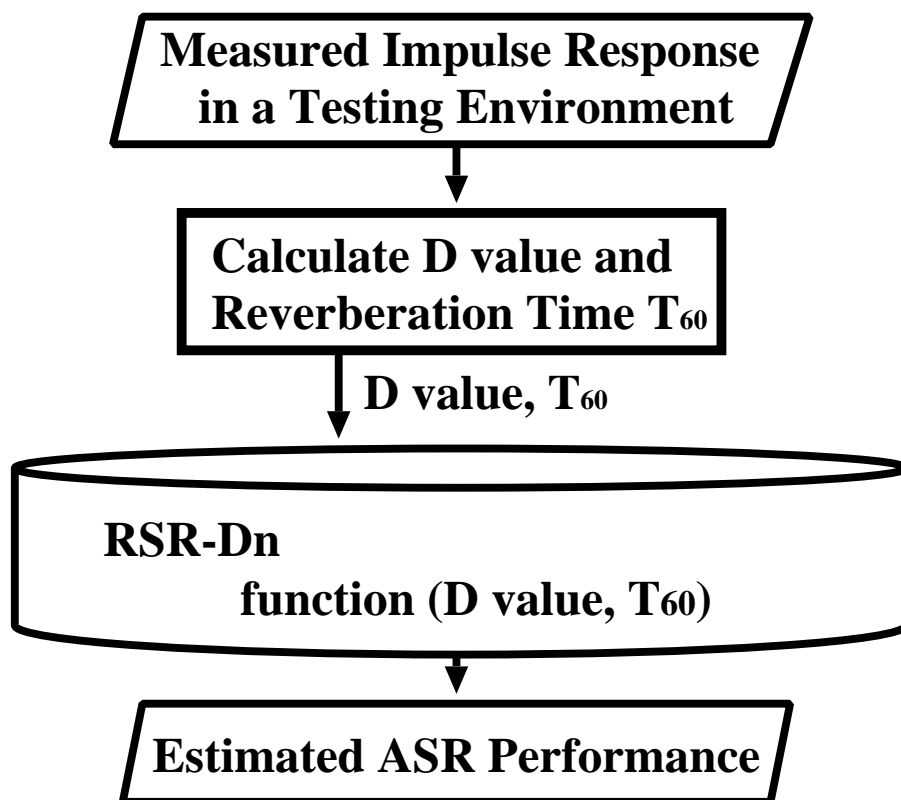 Measured Impulse Response
in a Testing Environment
Calculate D value and
Reverberation Time T60
D value, T60
RSR-Dn
function (D value, T60)
Estimated ASR Performance